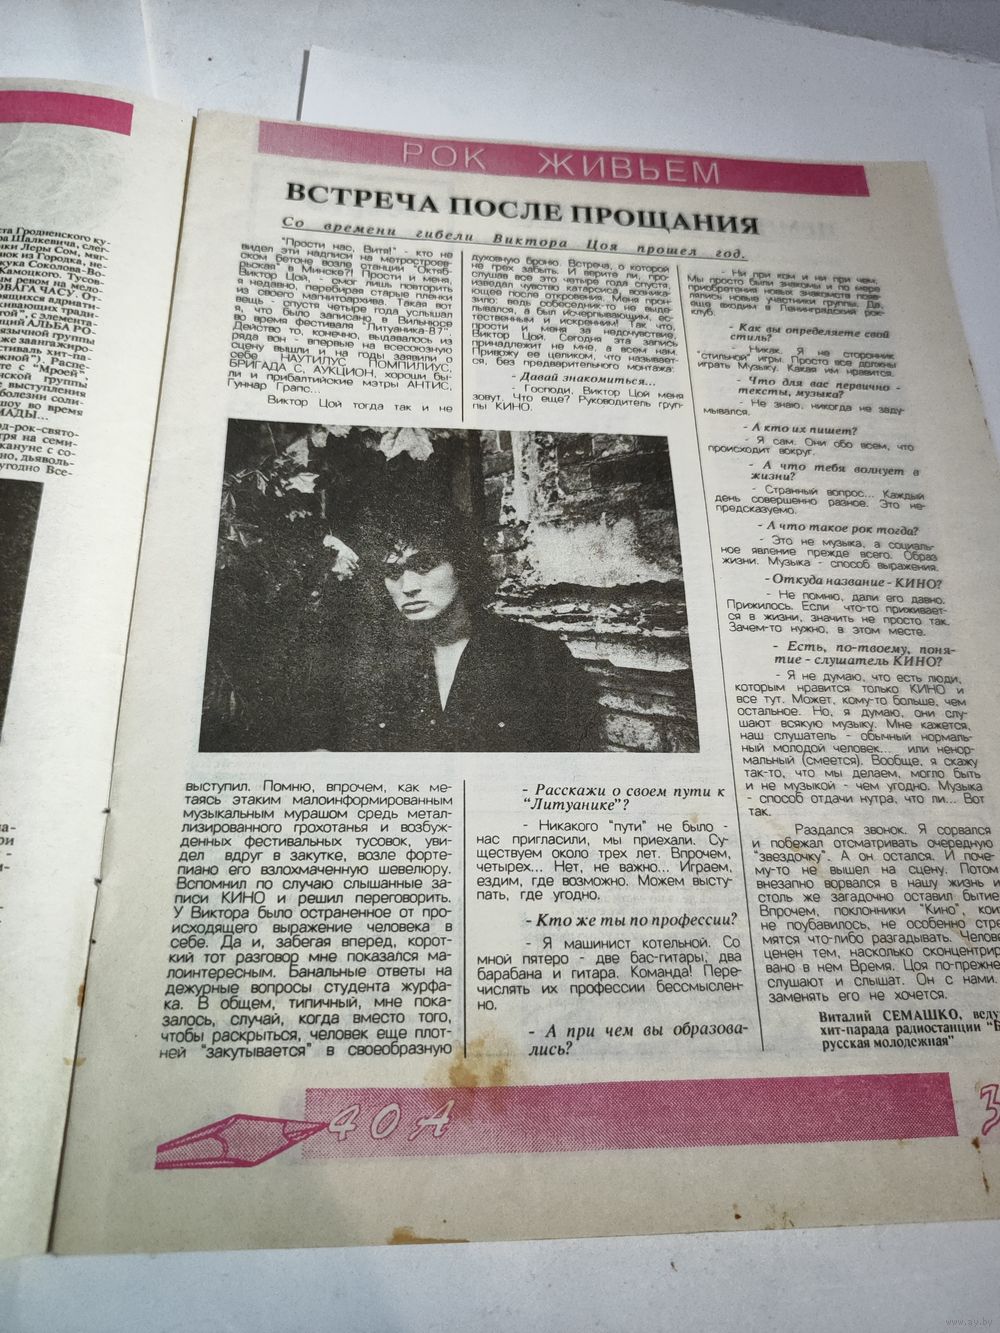 РОК ЖИВЬЕМ
ВСТРЕЧА ПОСЛЕ ПРОЩАНИЯ
Со времени гибели Виктора Цоя прошел год.
"Прости нас, Витя!" - кто не
видел эти надписи на метростроев-
ском бетоне возле станции "Октяб-
рьская" в Минске?! Прости и меня,
Виктор Цой, - смог лишь повторить
я недавно, перебирая старые пленки
из своего магнитоархива. Такая вот
вещь - спустя четыре года услышал
я, что было записано в Вильнюсе
во время фестиваля "Литуаника-87".
Действо то, конечно, выдавалось из
ряда вон - впервые на всесоюзную
сцену вышли и на годы заявили о
себе НАУТИЛУС ПОМПИЛИУС,
БРИГАДА С, АУКЦИОН, хороши бы-
ли и прибалтийские мэтры АНТИС,
Гуннар Грапс...
Виктор Цой тогда так и не
выступил. Помню, впрочем, как ме-
таясь этаким малоинформированным
музыкальным мурашом средь метал-
лизированного грохотанья и возбуж-
денных фестивальных тусовок, уви-
дел вдруг в закутке, возле форте-
пиано его взлохмаченную шевелюру.
Вспомнил по случаю слышанные за-
писи КИНО и решил переговорить.
У Виктора было остраненное от про-
исходящего выражение человека в
себе. Да и, забегая вперед, корот-
кий тот разговор мне показался ма-
лоинтересным. Банальные ответы на
дежурные вопросы студента журфа-
ка. В общем, типичный, мне пока-
залось, случай, когда вместо того,
чтобы раскрыться, человек еще плот-
ней "закутывается" в своеобразную
духовную броню. Встреча, о которой
не грех забыть. И верите ли, про-
слушав все это четыре года спустя,
изведал чувство катарсиса, возника-
ющее после откровения. Меня прон-
зило: ведь собеседник-то не выде-
лывался, а был исчерпывающим, ес-
тественным и искренним! Так что,
прости и меня за недочувствие,
Виктор Цой. Сегодня эта запись
принадлежит не мне, а всем нам.
Привожу ее целиком, что называет-
ся, без предварительного монтажа:
- Давай знакомиться...
- Господи, Виктор Цой меня
зовут. Что еще? Руководитель груп-
пы КИНО.
- Расскажи о своем пути к
"Литуанике"?
- Никакого "пути" не было -
нас пригласили, мы приехали. Су-
ществуем около трех лет. Впрочем,
четырех... Нет, не важно... Играем,
ездим, где возможно. Можем высту-
пать, где угодно.
- Кто же ты по профессии?
- Я машинист котельной. Со
мной пятеро - две бас-гитары, два
барабана и гитара. Команда! Пере-
числять их профессии бессмыслен-
но.
- А при чем вы образова-
лись?
- Ни при ком и ни при чем.
Мы просто были знакомы и по мере
приобретения новых знакомств появ-
лялись новые участники группы. Да,
еще входим в Ленинградский рок-
клуб.
- Как вы определяете свой
стиль?
- Никак. Я не сторонник
"стильной" игры. Просто все должны
играть Музыку. Какая им нравится.
- Что для вас первично -
тексты, музыка?
- Не знаю, никогда не заду-
мывался.
- А кто их пишет?
- Я сам. Они обо всем, что
происходит вокруг.
- А что тебя волнует в
жизни?
- Странный вопрос... Каждый
день совершенно разное. Это не-
предсказуемо.
- А что такое рок тогда?
- Это не музыка, а социаль-
ное явление прежде всего. Образ
жизни. Музыка - способ выражения.
- Откуда название - КИНО?
- Не помню, дали его давно.
Прижилось. Если что-то приживает-
ся в жизни, значить не просто так.
Зачем-то нужно, в этом месте.
- Есть, по-твоему, поня-
тие - слушатель КИНО?
- Я не думаю, что есть люди,
которым нравится только КИНО и
все тут. Может, кому-то больше, чем
остальное. Но, я думаю, они слу-
шают всякую музыку. Мне кажется,
наш слушатель - обычный нормаль-
ный молодой человек... или ненор-
мальный (смеется). Вообще, я скажу
так-то, что мы делаем, могло быть
и не музыкой - чем угодно. Музыка
- способ отдачи нутра, что ли... Вот
так.
Раздался звонок. Я сорвался
и побежал отсматривать очередную
"звездочку". А он остался. И поче-
му-то не вышел на сцену. Потом
внезапно ворвался в нашу жизнь и
столь же загадочно оставил бытие
Впрочем, поклонники "Кино", кои
не поубавилось, не особенно стре
мятся что-либо разгадывать. Челове
ценен тем, насколько сконцентрир
вано в нем Время. Цоя по-прежне
слушают и слышат. Он с нами.
заменять его не хочется.
Виталий СЕМАШКО, веду
хит-парада радиостанции "Б
русская молодежная"
40А
3
www.ay.by